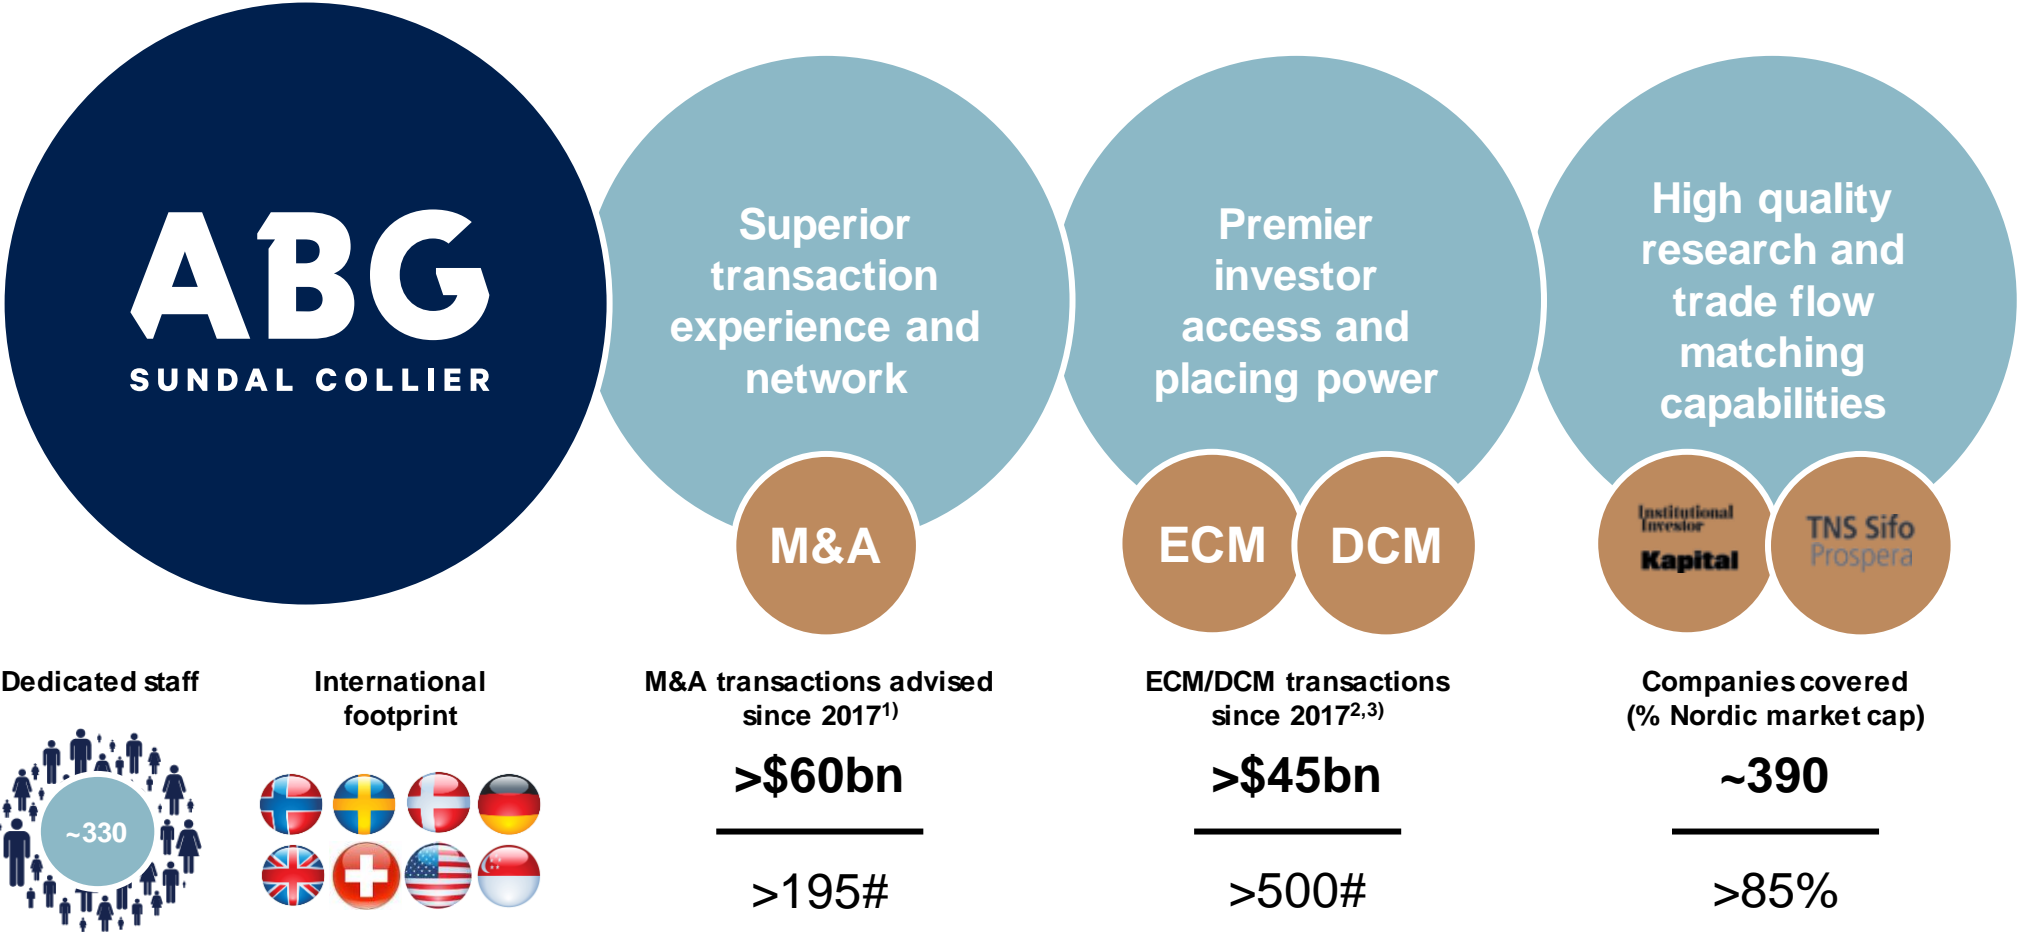 ABG
SUNDAL COLLIER
Superior
transaction
experience and
network
M&A
Premier
investor
access and
placing power
ECM
DCM
High quality
research and
trade flow
matching
capabilities
Institutional
Investor
Kapital
TNS Sifo
Prospera
Dedicated staff
~330
International
footprint
M&A transactions advised
since 2017¹⁾
>$60bn
>195#
ECM/DCM transactions
since 2017²,³⁾
>$45bn
>500#
Companies covered
(% Nordic market cap)
~390
>85%